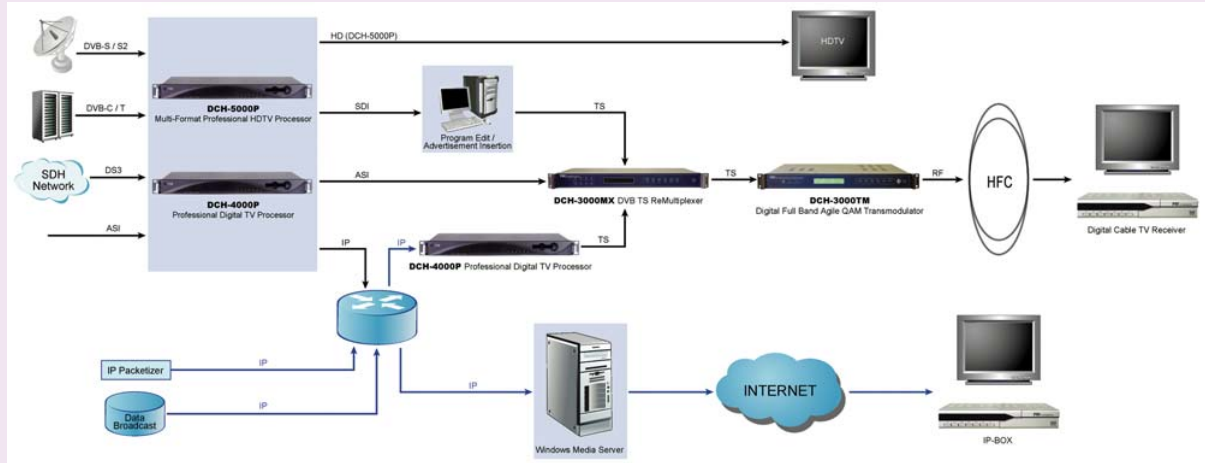 DVB-S / S2
HD (DCH-5000P)
HDTV
DCH-5000P
Multi-Format Professional HDTV Processor
DVB-C / T
SDI
Program Edit /
Advertisement Insertion
TS
SDH
Network
DS3
DCH-4000P
Professional Digital TV Processor
ASI
DCH-3000MX DVB TS ReMultiplexer
TS
DCH-3000TM
Digital Full Band Agile QAM Transmodulator
RF
HFC
Digital Cable TV Receiver
ASI
IP
IP
DCH-4000P Professional Digital TV Processor
TS
IP Packetizer
IP
Data
Broadcast
IP
IP
Windows Media Server
INTERNET
IP-BOX